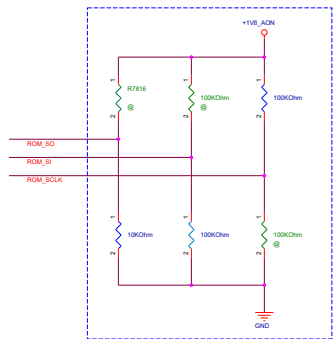 +1V8_AON
1
1
1
R7816
100KOhm
100KOhm
@
@
2
2
2
ROM_SO
ROM_SI
ROM_SCLK
1
1
1
10KOhm
100KOhm
100KOhm
@
2
2
2
GND